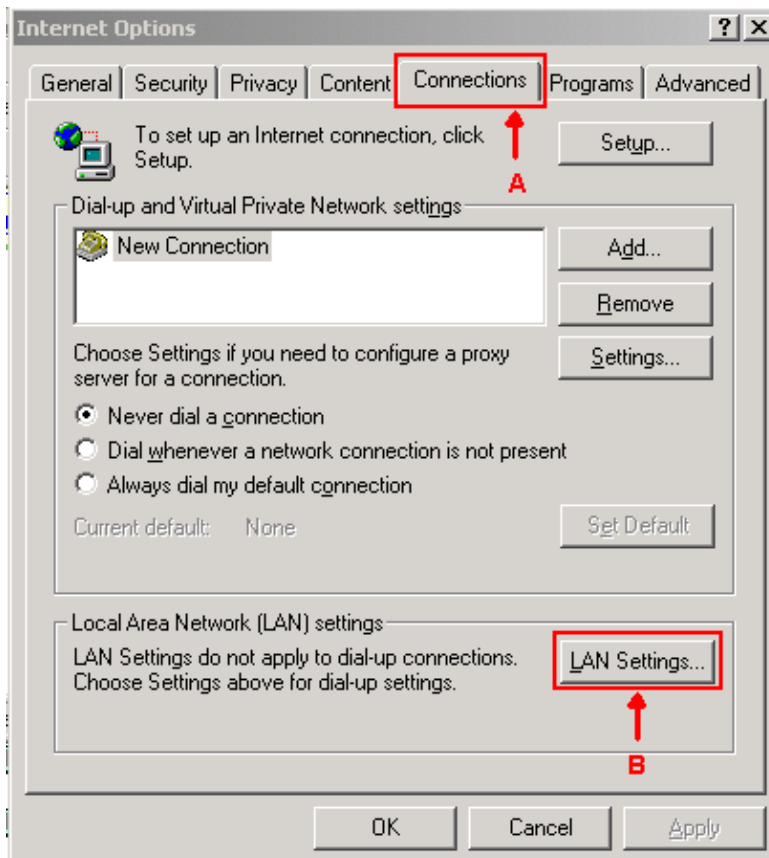 Internet Options
General Security Privacy Content Connections Programs Advanced
To set up an Internet connection, click
Setup.
Setup...
A
Dial-up and Virtual Private Network settings
New Connection
Add...
Remove
Choose Settings if you need to configure a proxy
server for a connection.
Settings...
Never dial a connection
Dial whenever a network connection is not present
Always dial my default connection
Current default: None
Set Default
Local Area Network (LAN) settings
LAN Settings do not apply to dial-up connections.
Choose Settings above for dial-up settings.
LAN Settings...
B
OK Cancel Apply